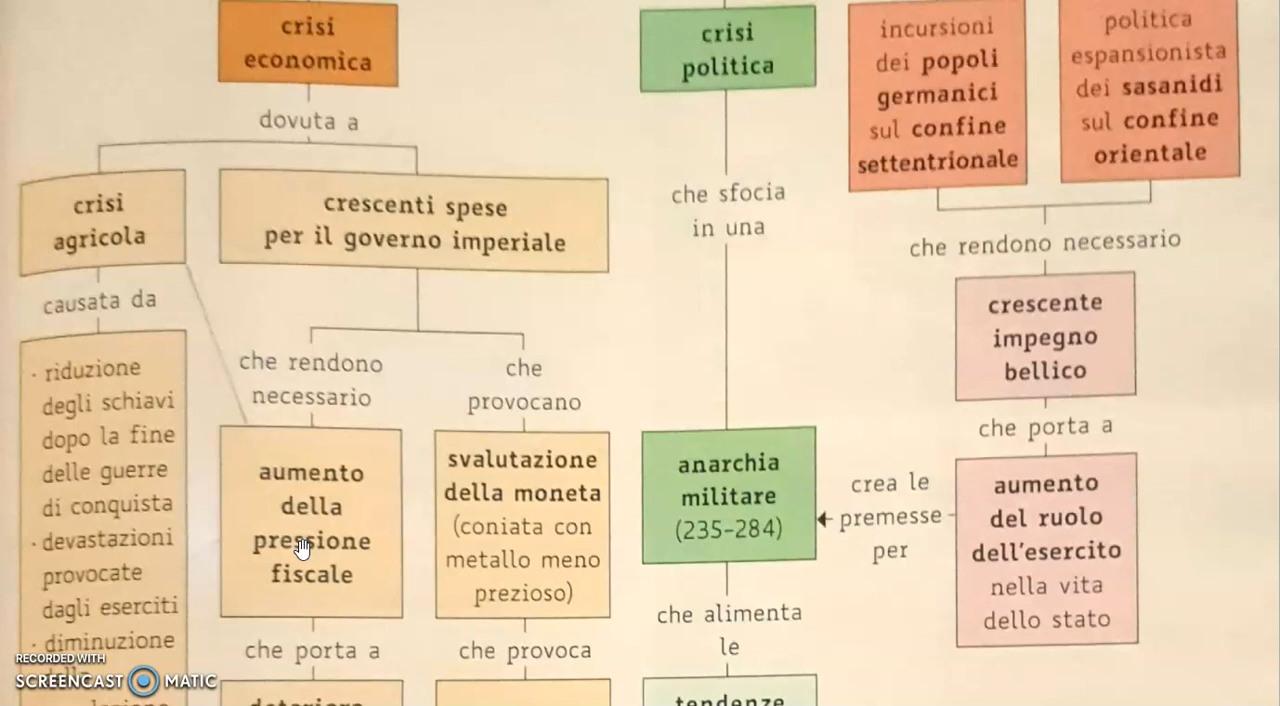 crisi
economica
dovuta a
crisi
agricola
crescenti spese
per il governo imperiale
causata da
· riduzione
degli schiavi
dopo la fine
delle guerre
di conquista
· devastazioni
provocate
dagli eserciti
· diminuzione
che rendono
necessario
che
provocano
aumento
della
pressione
fiscale
svalutazione
della moneta
(coniata con
metallo meno
prezioso)
che porta a
che provoca
crisi
politica
che sfocia
in una
anarchia
militare
(235-284)
che alimenta
le
tendenze
incursioni
dei popoli
germanici
sul confine
settentrionale
politica
espansionista
dei sasanidi
sul confine
orientale
che rendono necessario
crescente
impegno
bellico
che porta a
aumento
del ruolo
dell'esercito
nella vita
dello stato
crea le
premesse
per
RECORDED WITH
SCREENCAST MATIC